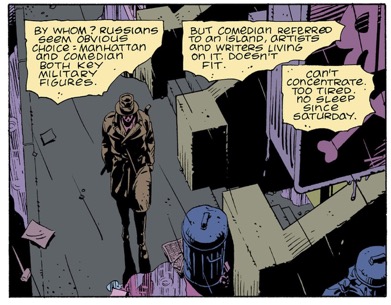 BY WHOM? RUSSIANS
SEEM OBVIOUS
CHOICE: MANHATTAN
AND COMEDIAN
BOTH KEY
MILITARY
FIGURES.
BUT COMEDIAN REFERRED
TO AN ISLAND, ARTISTS
AND WRITERS LIVING
ON IT. DOESN'T
FIT.
CAN'T
CONCENTRATE.
TOO TIRED.
NO SLEEP
SINCE
SATURDAY.